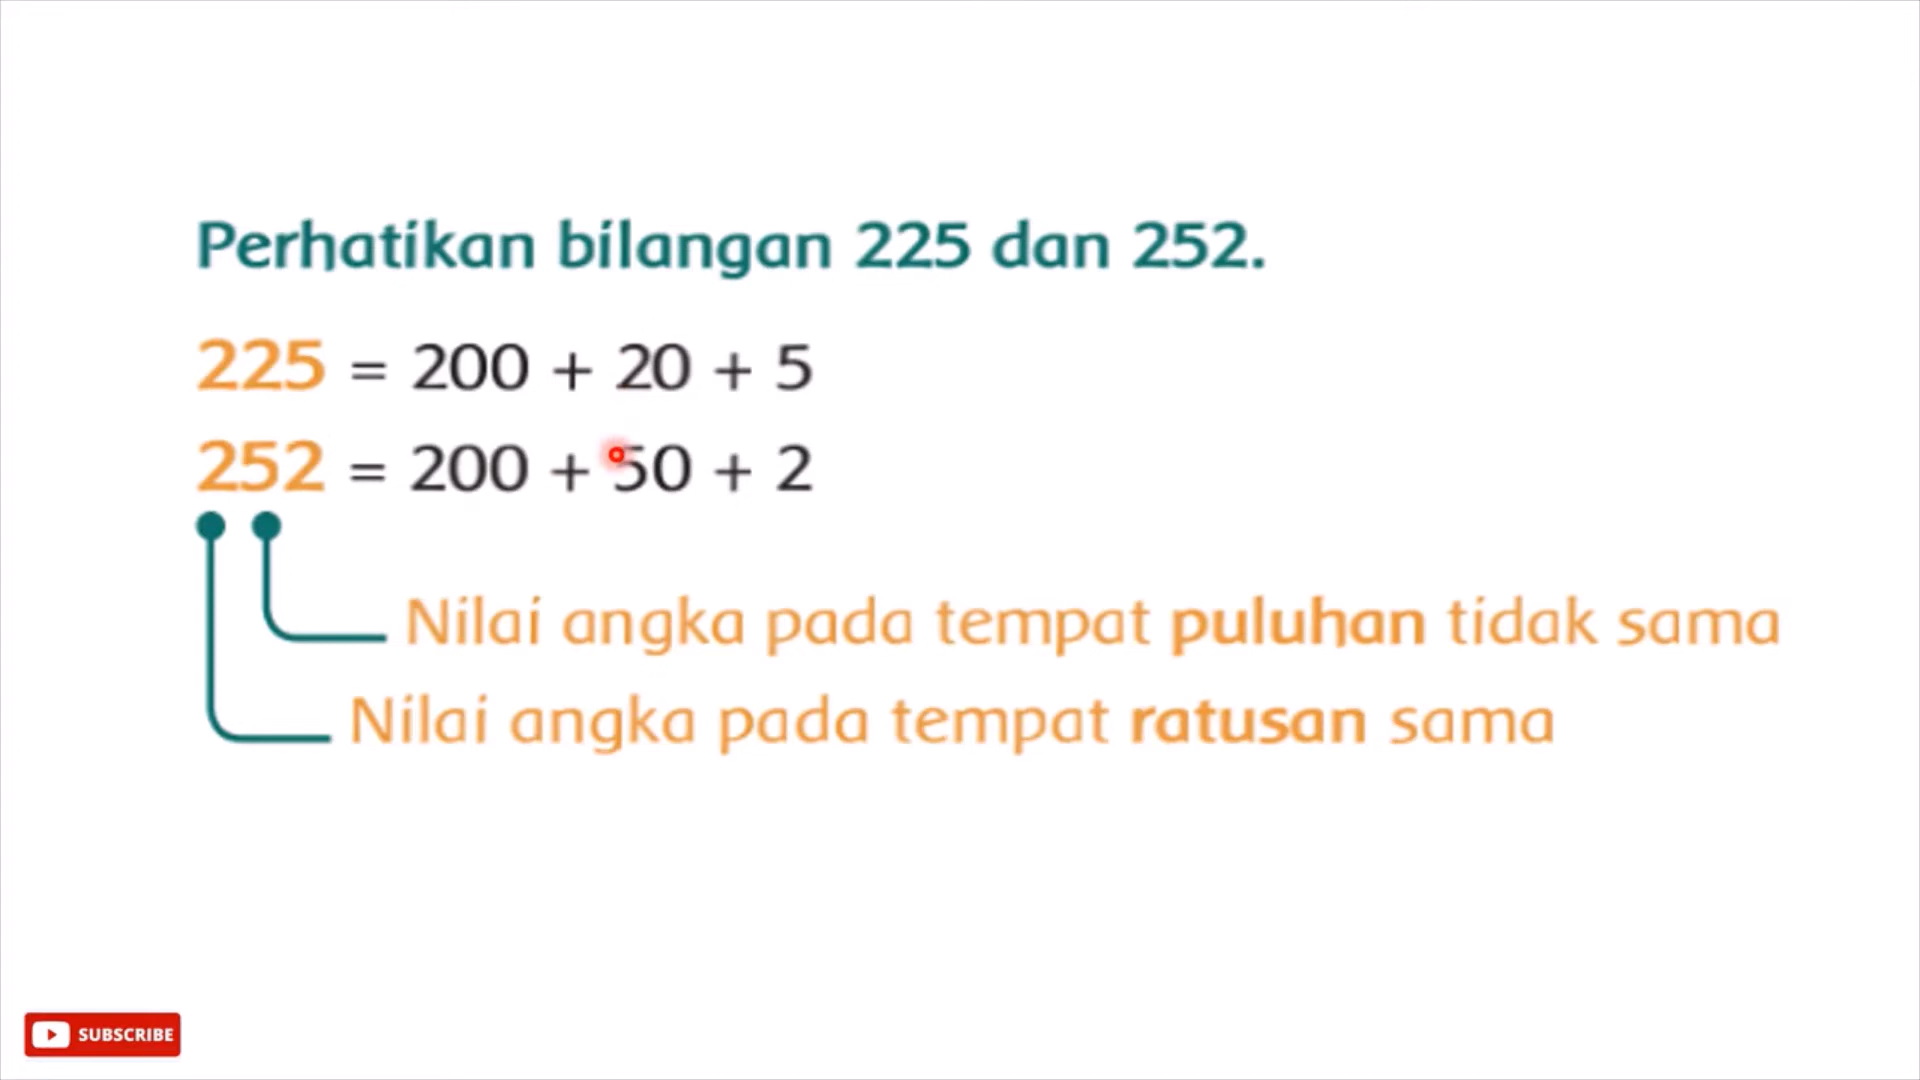 Perhatikan bilangan 225 dan 252.
225 = 200 + 20 + 5
252 = 200 + 50 + 2
Nilai angka pada tempat puluhan tidak sama
Nilai angka pada tempat ratusan sama
SUBSCRIBE